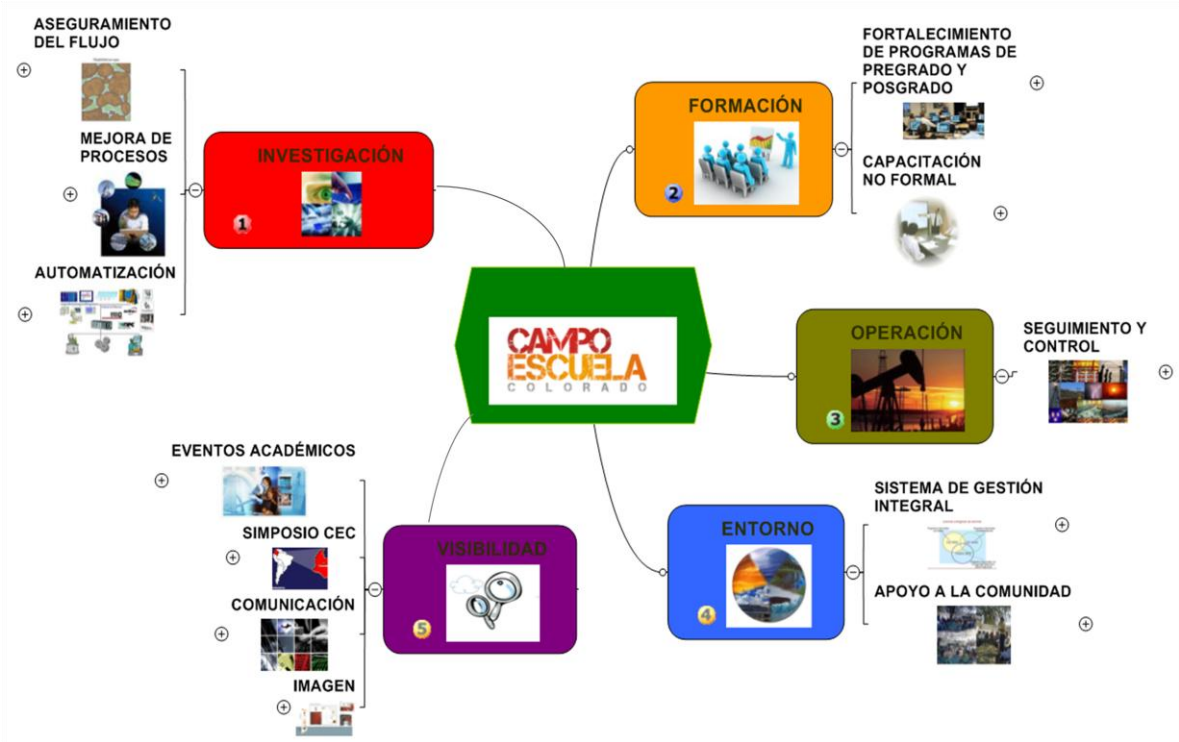 ASEGURAMIENTO
DEL FLUJO
MEJORA DE
PROCESOS
AUTOMATIZACIÓN
INVESTIGACIÓN
1
FORMACIÓN
2
FORTALECIMIENTO
DE PROGRAMAS DE
PREGRADO Y
POSGRADO
CAPACITACIÓN
NO FORMAL
CAMPO
ESCUELA
COLORADO
OPERACIÓN
3
SEGUIMIENTO Y
CONTROL
ENTORNO
4
SISTEMA DE GESTIÓN
INTEGRAL
APOYO A LA COMUNIDAD
VISIBILIDAD
5
EVENTOS ACADÉMICOS
SIMPOSIO CEC
COMUNICACIÓN
IMAGEN